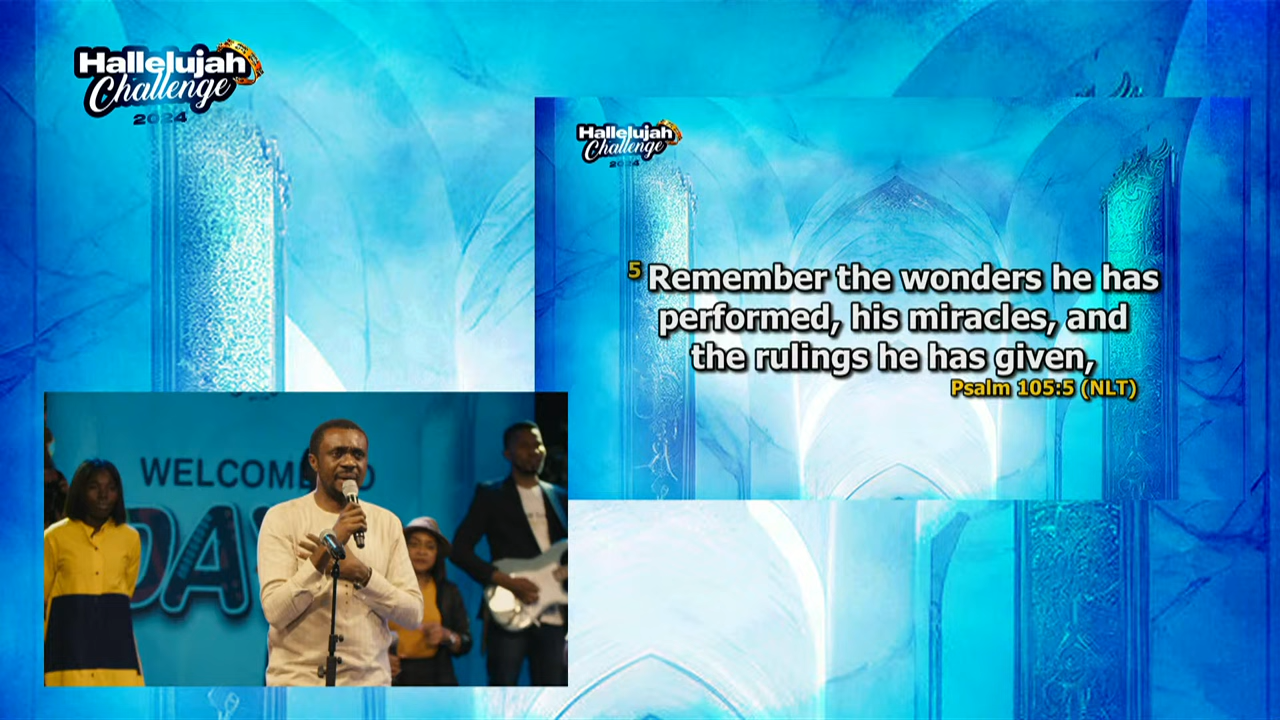 Hallelujah
Challenge
2024
Hallelujah
Challenge
2024
5 Remember the wonders he has
performed, his miracles, and
the rulings he has given,
Psalm 105:5 (NLT)
WELCOME
DAY